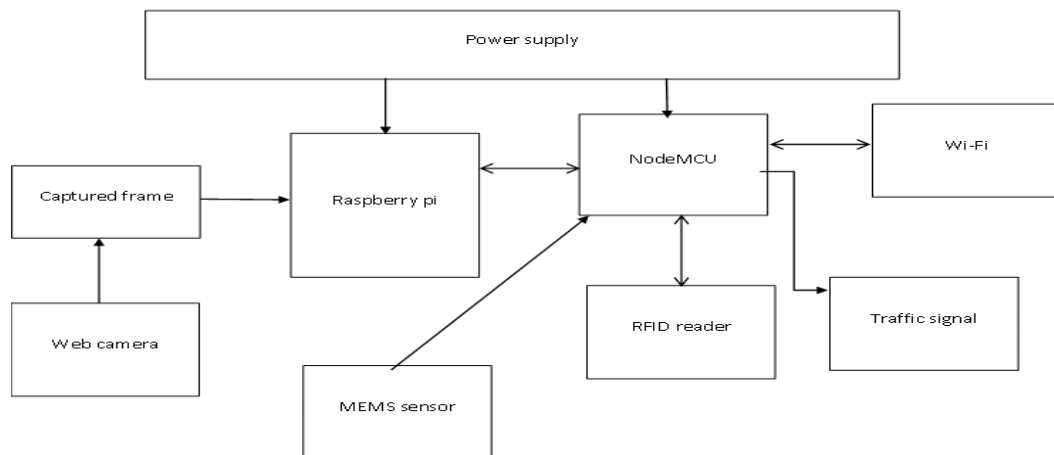 Power supply
NodeMCU
Wi-Fi
Captured frame
Raspberry pi
RFID reader
Traffic signal
Web camera
MEMS sensor